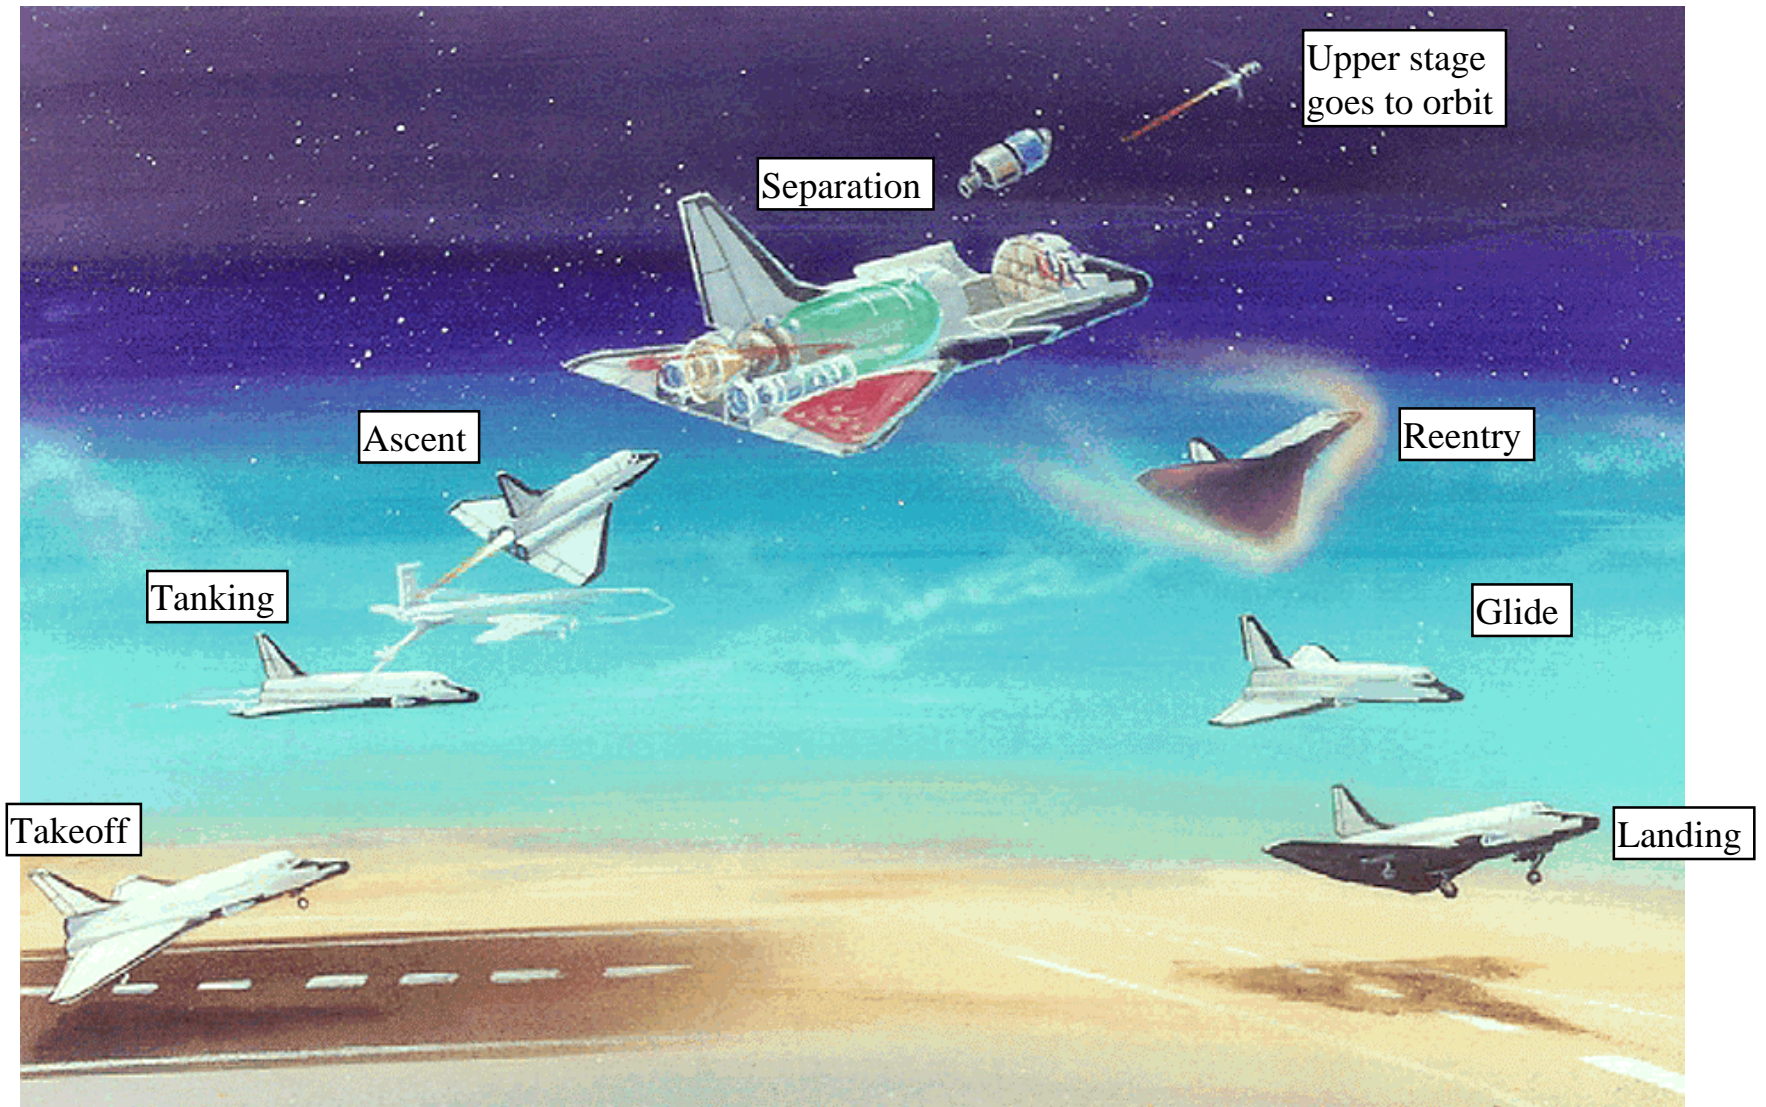 Upper stage
goes to orbit
Separation
Ascent
Reentry
Tanking
Glide
Takeoff
Landing